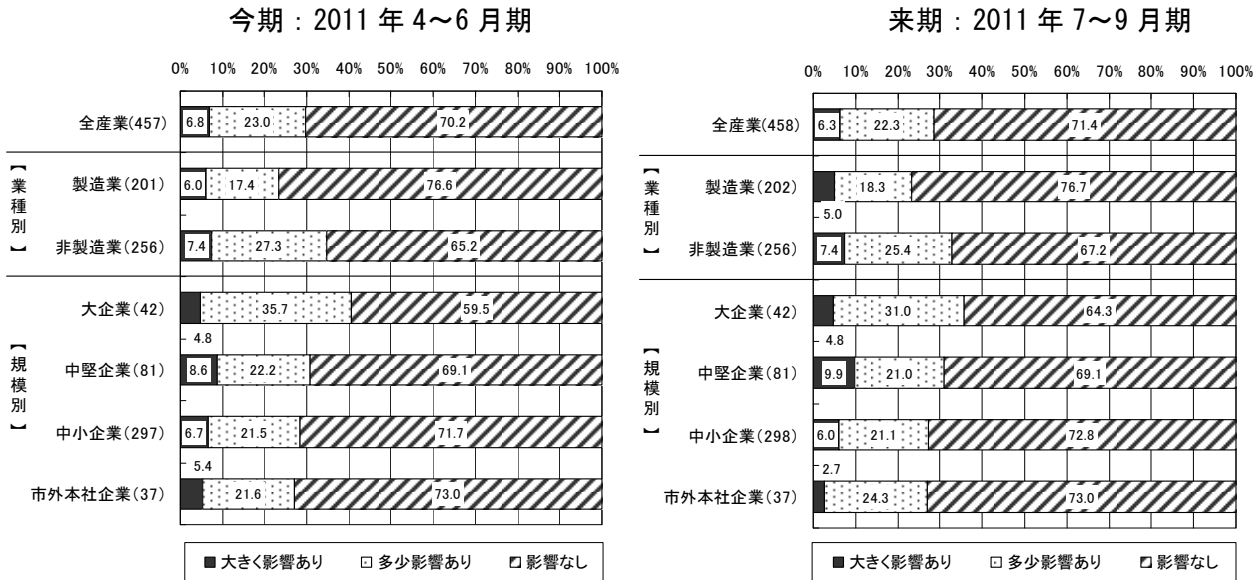 今期：2011 年 4～6 月期
0% 10% 20% 30% 40% 50% 60% 70% 80% 90% 100%
全産業(457) 6.8 23.0 70.2
【業種別】
製造業(201) 6.0 17.4 76.6
非製造業(256) 7.4 27.3 65.2
【規模別】
大企業(42) 35.7 59.5
4.8
中堅企業(81) 8.6 22.2 69.1
中小企業(297) 6.7 21.5 71.7
5.4
市外本社企業(37) 21.6 73.0
大きく影響あり 多少影響あり 影響なし
来期：2011 年 7～9 月期
0% 10% 20% 30% 40% 50% 60% 70% 80% 90% 100%
全産業(458) 6.3 22.3 71.4
【業種別】
製造業(202) 18.3 76.7
5.0
非製造業(256) 7.4 25.4 67.2
【規模別】
大企業(42) 31.0 64.3
4.8
中堅企業(81) 9.9 21.0 69.1
中小企業(298) 6.0 21.1 72.8
2.7
市外本社企業(37) 24.3 73.0
大きく影響あり 多少影響あり 影響なし